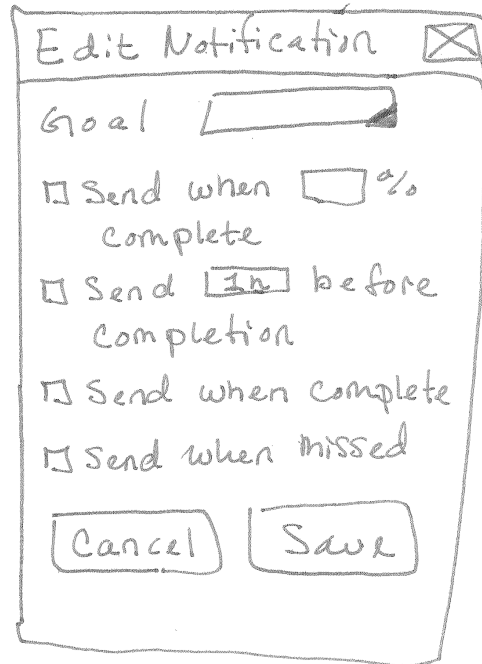 Edit Notification
Goal
Send when %
complete
Send 1h before
completion
Send when complete
Send when missed
Cancel Save